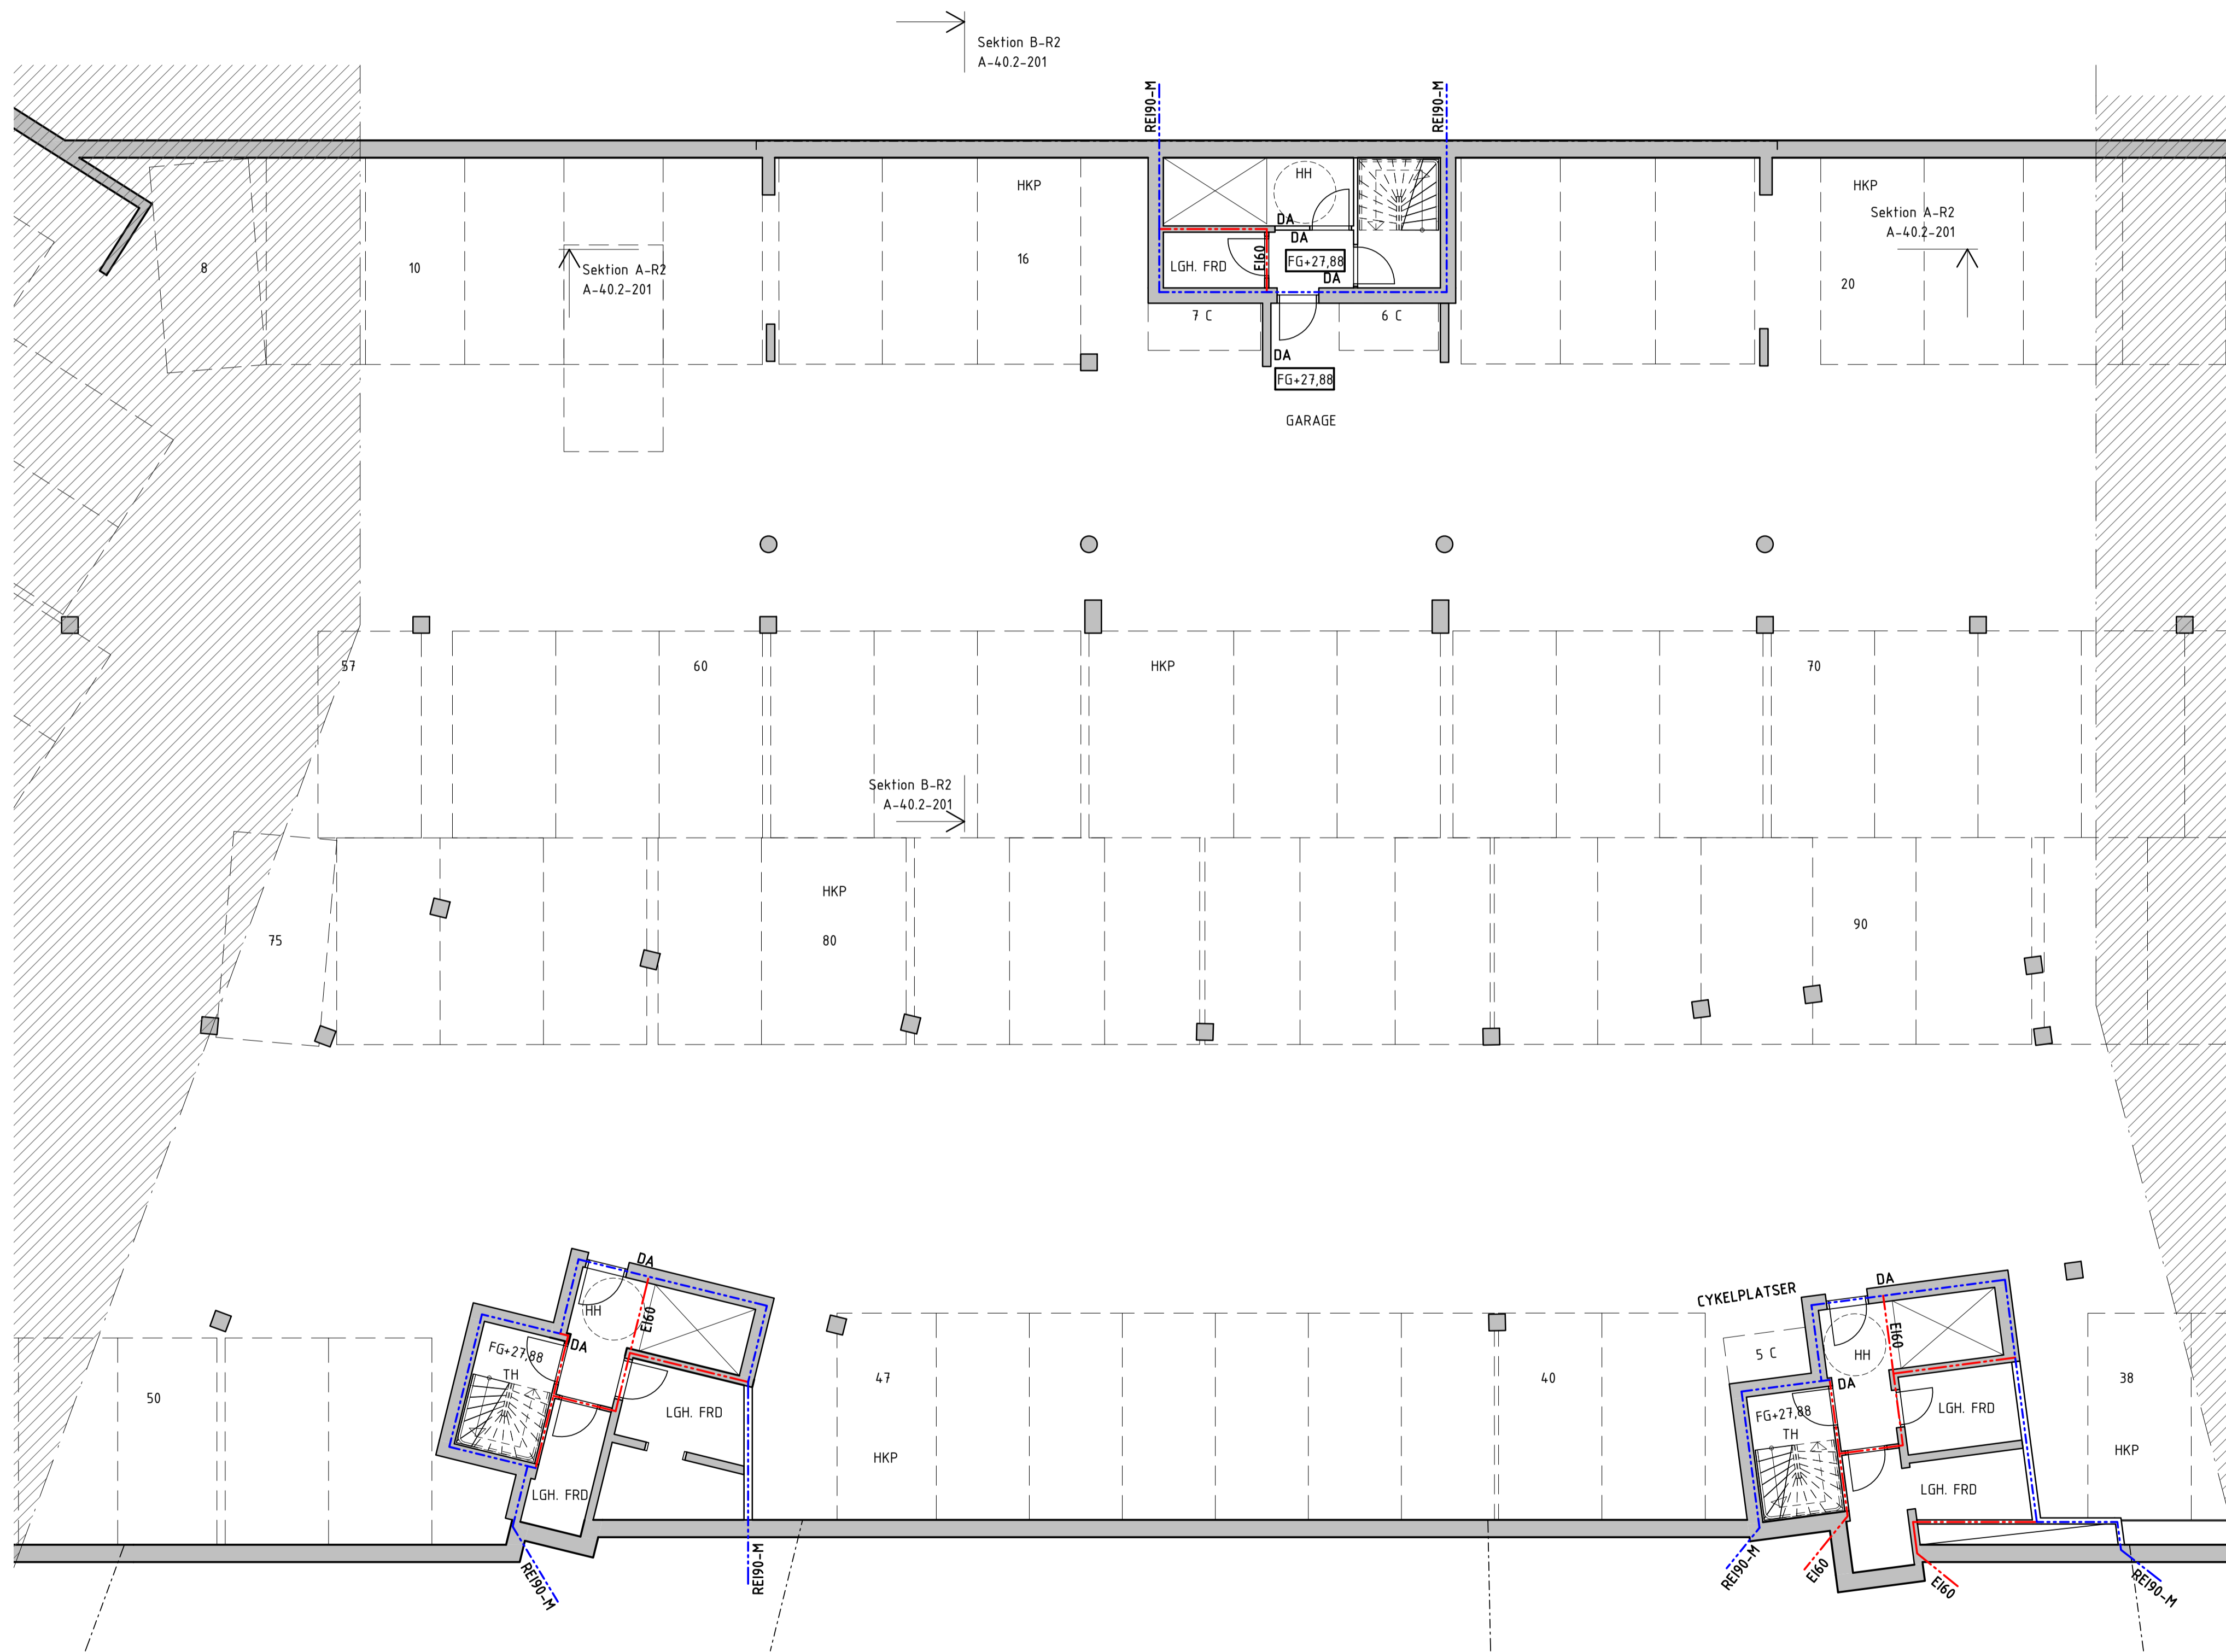 Sektion B-R2
A-40.2-201
REI90-M
REI90-M
HKP
HH
HKP
Sektion A-R2
A-40.2-201
DA
DA
8
10
Sektion A-R2
A-40.2-201
16
LGH. FRD
EI60
FG+27,88
DA
20
7 C
6 C
DA
FG+27,88
GARAGE
57
60
HKP
70
Sektion B-R2
A-40.2-201
HKP
75
80
90
DA
HH
EI60
DA
FG+27,88
TH
LGH. FRD
LGH. FRD
50
47
HKP
40
CYKELPLATSER
DA
5 C
HH
EI60
DA
FG+27,88
TH
LGH. FRD
LGH. FRD
38
HKP
REI90-M
REI90-M
REI90-M
EI60
EI60
REI90-M